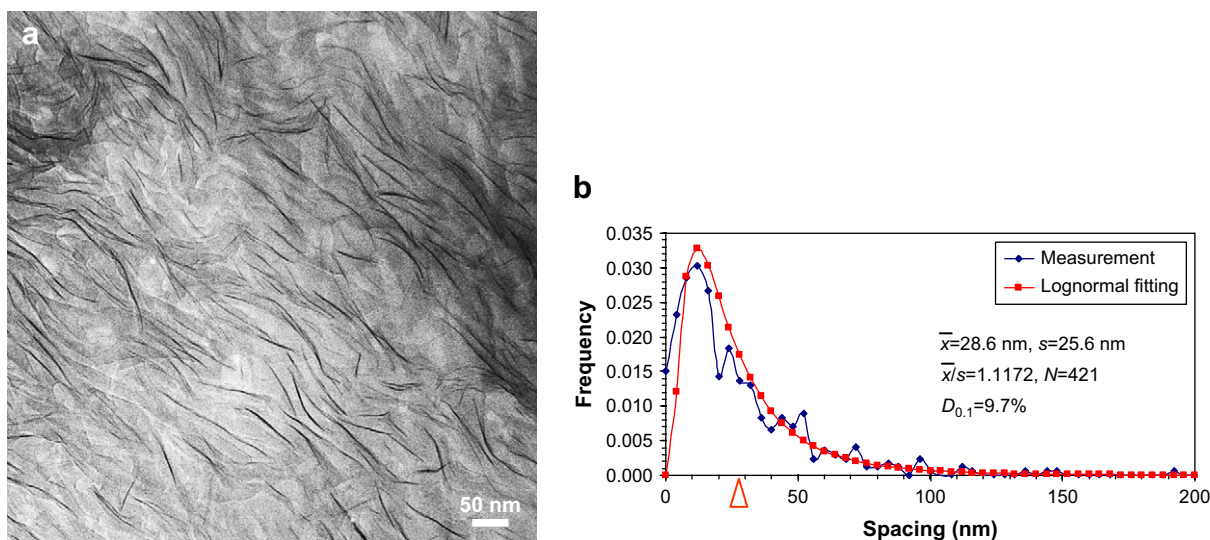 a
50 nm
b
0.035
0.030
0.025
0.020
0.015
0.010
0.005
0.000
Frequency
Measurement
Lognormal fitting
x̅=28.6 nm, s=25.6 nm
x̅/s=1.1172, N=421
D0.1=9.7%
0 50 100 150 200
Spacing (nm)